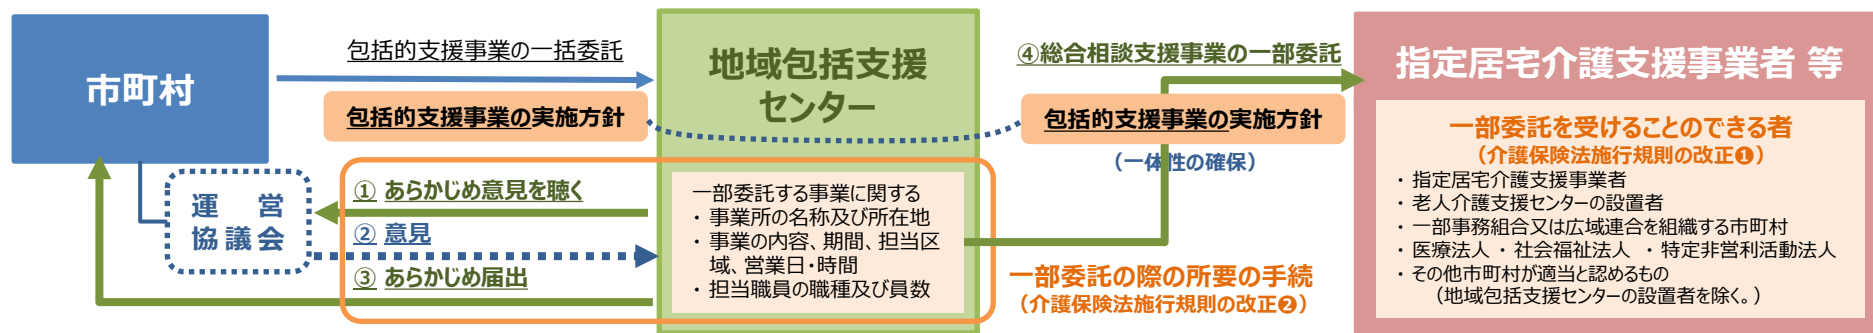 市町村
運　営
協議会
包括的支援事業の一括委託
包括的支援事業の実施方針
① あらかじめ意見を聴く
② 意見
③ あらかじめ届出
地域包括支援
センター
一部委託する事業に関する
・ 事業所の名称及び所在地
・ 事業の内容、期間、担当区
域、営業日・時間
・ 担当職員の職種及び員数
④総合相談支援事業の一部委託
包括的支援事業の実施方針
（一体性の確保）
一部委託の際の所要の手続
（介護保険法施行規則の改正❷）
指定居宅介護支援事業者 等
一部委託を受けることのできる者
（介護保険法施行規則の改正❶）
・ 指定居宅介護支援事業者
・ 老人介護支援センターの設置者
・ 一部事務組合又は広域連合を組織する市町村
・ 医療法人 ・ 社会福祉法人 ・ 特定非営利活動法人
・ その他市町村が適当と認めるもの
（地域包括支援センターの設置者を除く。）